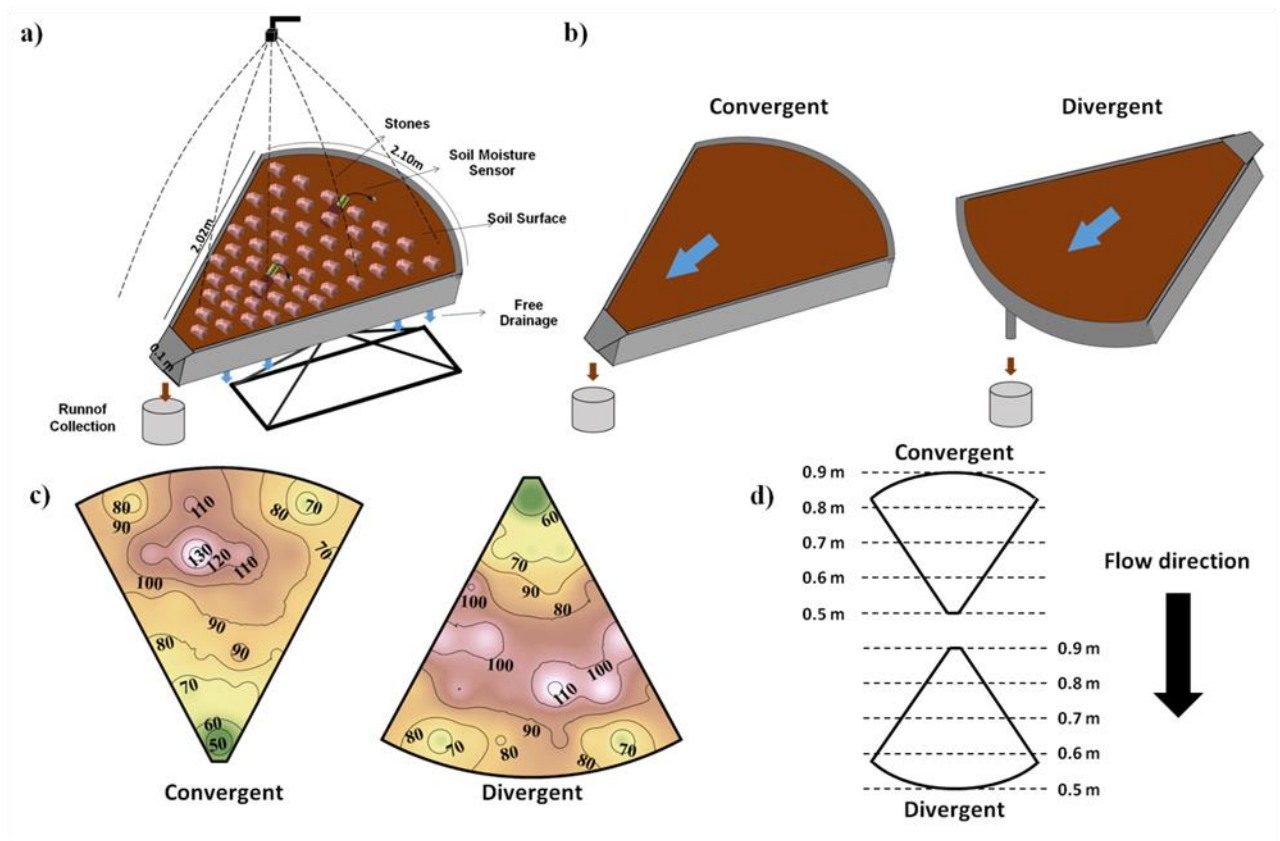 a)
Stones
2.10m
Soil Moisture
Sensor
Soil Surface
2.02m
Free
Drainage
0.1 m
Runnof
Collection
b)
Convergent
Divergent
c)
80
110
80
70
90
70
130
120
110
100
90
80
90
70
60
50
Convergent
60
70
90
100
80
100
100
110
90
80
70
80
70
80
Divergent
d)
Convergent
0.9 m
0.8 m
0.7 m
0.6 m
0.5 m
0.9 m
0.8 m
0.7 m
0.6 m
0.5 m
Divergent
Flow direction